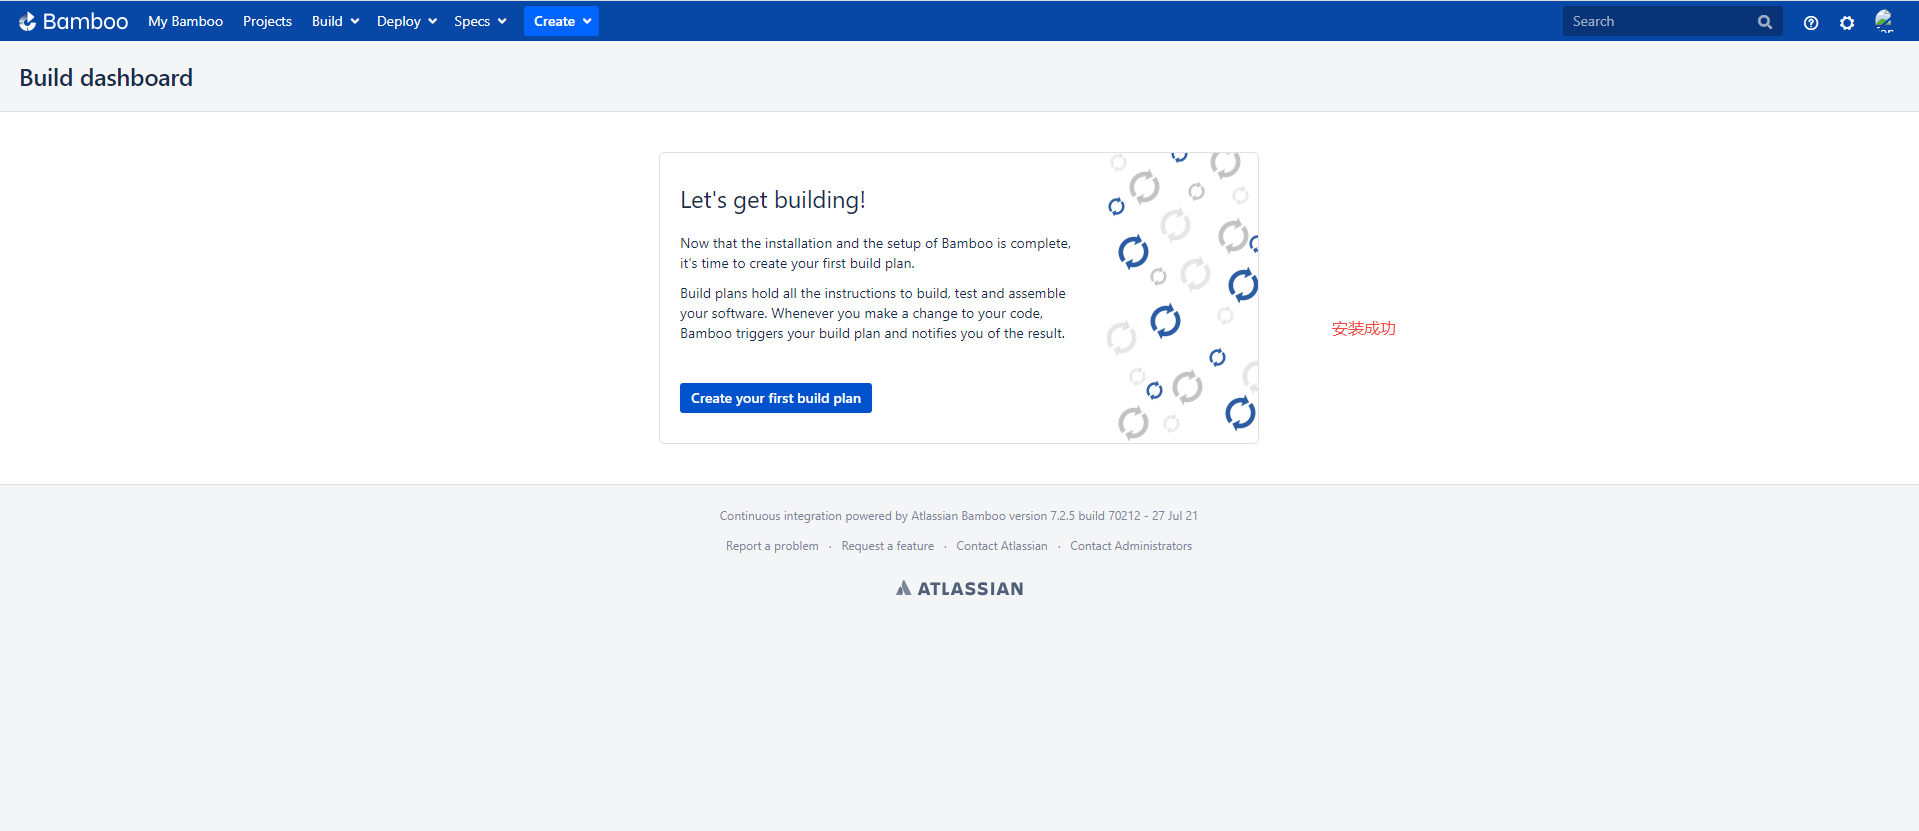 Bamboo My Bamboo Projects Build Deploy Specs Create Search
Build dashboard
Let's get building!
Now that the installation and the setup of Bamboo is complete,
it's time to create your first build plan.
Build plans hold all the instructions to build, test and assemble
your software. Whenever you make a change to your code,
Bamboo triggers your build plan and notifies you of the result.
安装成功
Create your first build plan
Continuous integration powered by Atlassian Bamboo version 7.2.5 build 70212 - 27 Jul 21
Report a problem · Request a feature · Contact Atlassian · Contact Administrators
ATLASSIAN